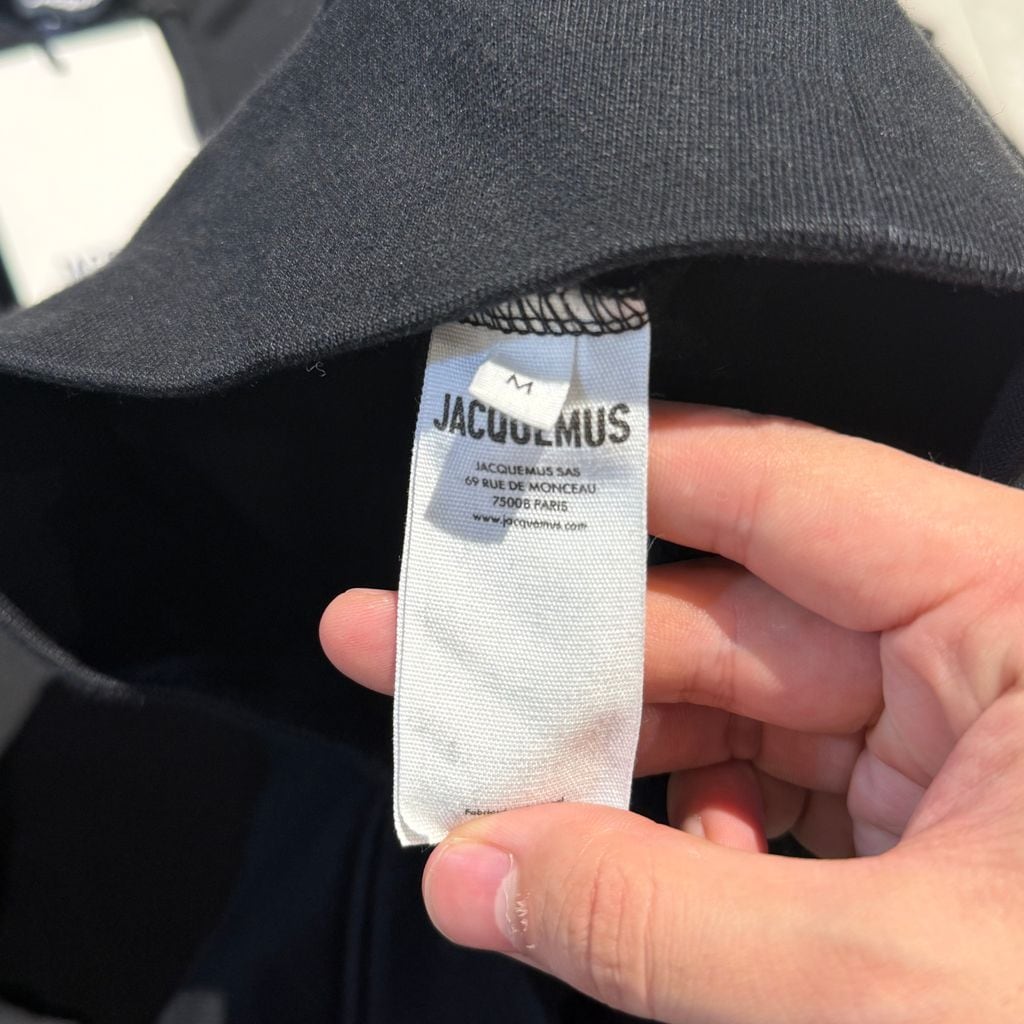 M
JACQUEMUS
JACQUEMUS SAS
69 RUE DE MONCEAU
75008 PARIS
www.jacquemus.com